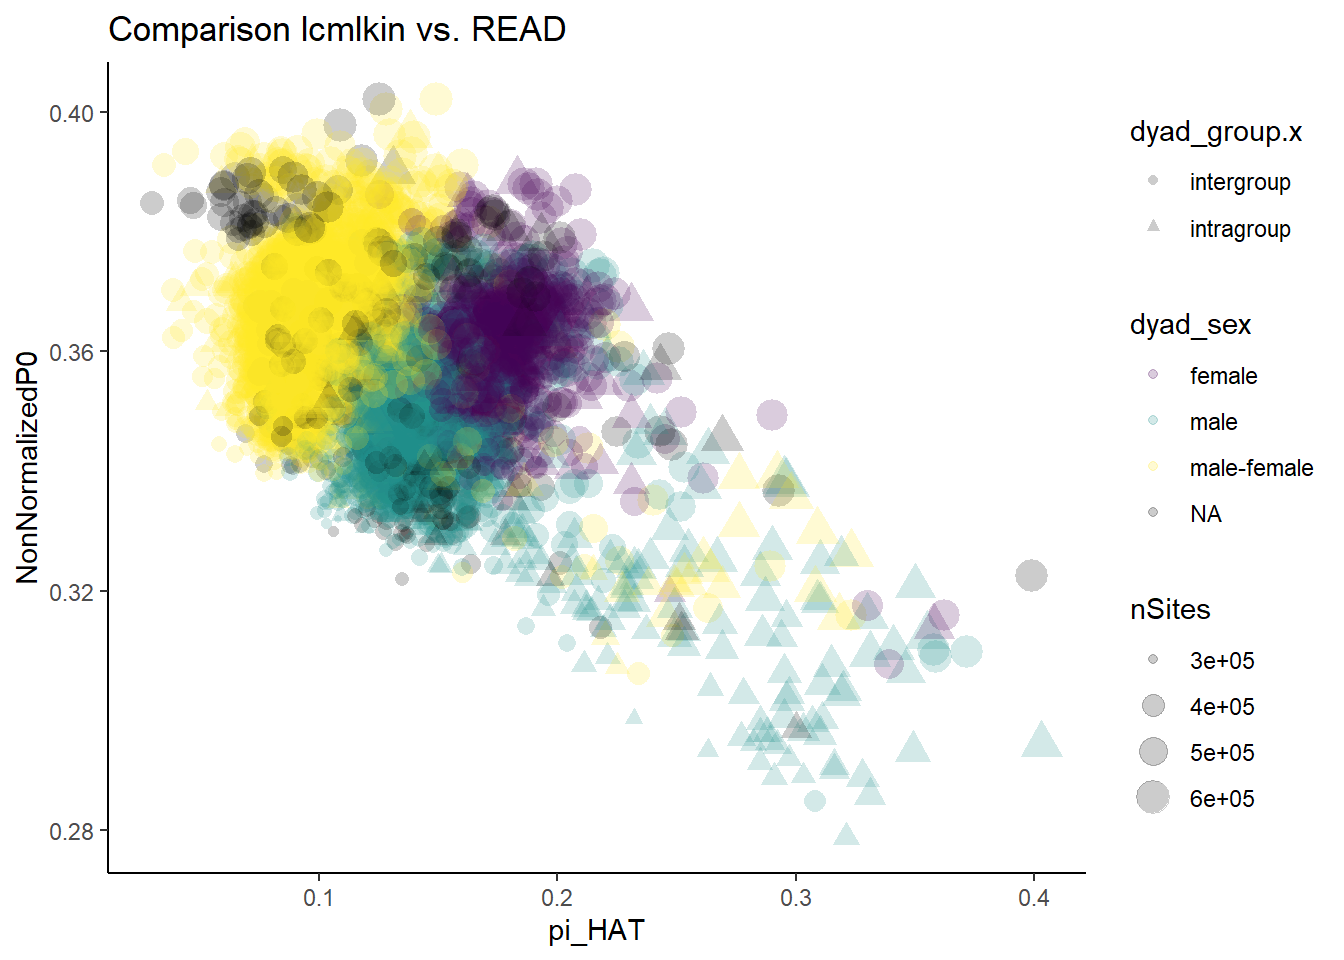 Comparison lcmlkin vs. READ
NonNormalizedP0
0.40
0.36
0.32
0.28
0.1
0.2
0.3
0.4
pi_HAT
dyad_group.x
intergroup
intragroup
dyad_sex
female
male
male-female
NA
nSites
3e+05
4e+05
5e+05
6e+05